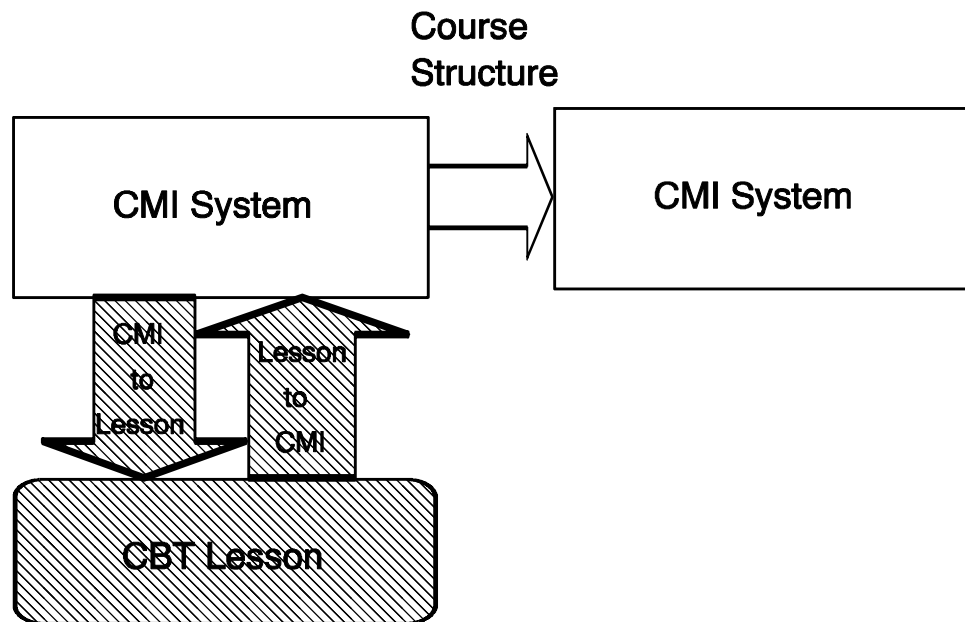 Course
Structure
CMI System
CMI System
CMI
to
Lesson
Lesson
to
CMI
CBT Lesson